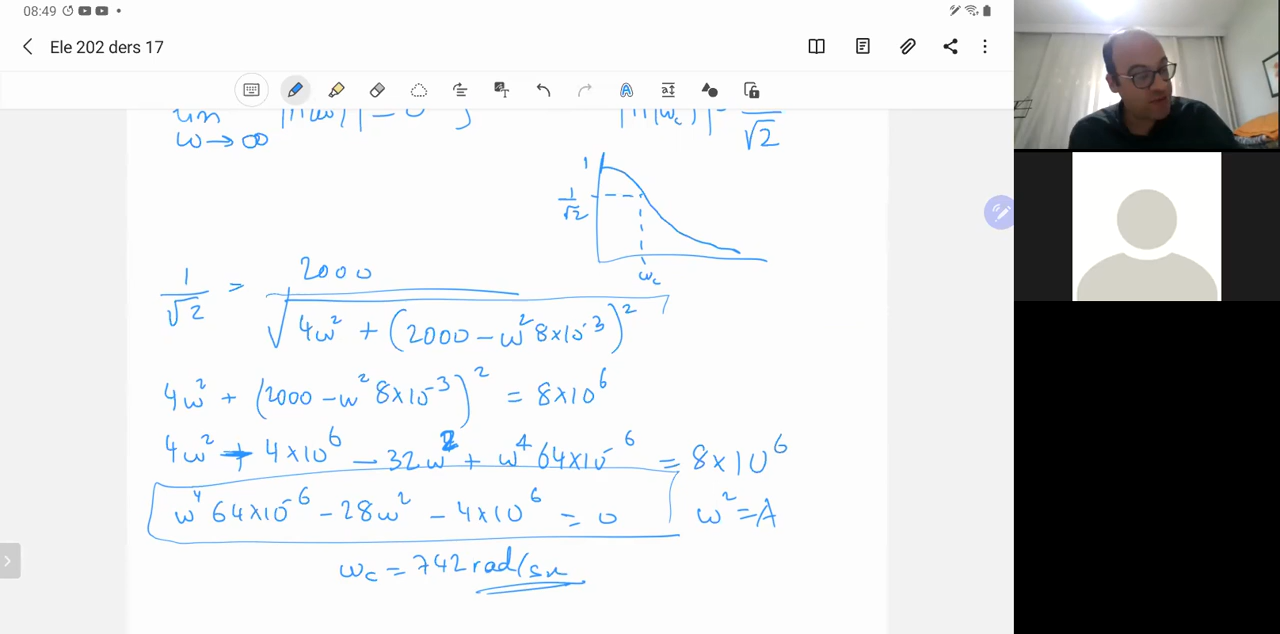 08:49
Ele 202 ders 17
lim |H(ω)| = 0 } |H(ωc)| = 1/√2
ω → ∞
1
1/√2
ωc
1/√2 = 2000 / √(4ω² + (2000 - ω² 8×10⁻³)²)
4ω² + (2000 - ω² 8×10⁻³)² = 8×10⁶
4ω² + 4×10⁶ - 32ω² + ω⁴ 64×10⁻⁶ = 8×10⁶
ω⁴ 64×10⁻⁶ - 28ω² - 4×10⁶ = 0 ω² = A
ωc = 742 rad/sn